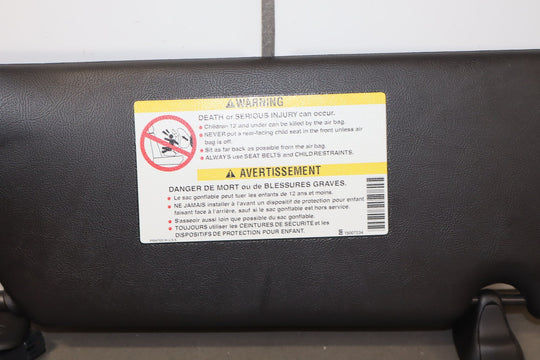 ⚠WARNING
DEATH or SERIOUS INJURY can occur.
• Children 12 and under can be killed by the air bag.
• NEVER put a rear-facing child seat in the front unless air
bag is off.
• Sit as far back as possible from the air bag.
• ALWAYS use SEAT BELTS and CHILD RESTRAINTS.
⚠ AVERTISSEMENT
DANGER DE MORT ou de BLESSURES GRAVES.
• Le sac gonflable peut tuer les enfants de 12 ans et moins.
• NE JAMAIS installer à l'avant un dispositif de protection pour enfant
faisant face à l'arrière, sauf si le sac gonflable est hors service.
• S'asseoir aussi loin que possible du sac gonflable.
• TOUJOURS utiliser les CEINTURES DE SÉCURITÉ et les
DISPOSITIFS DE PROTECTION POUR ENFANT.
PRINTED IN U.S.A.